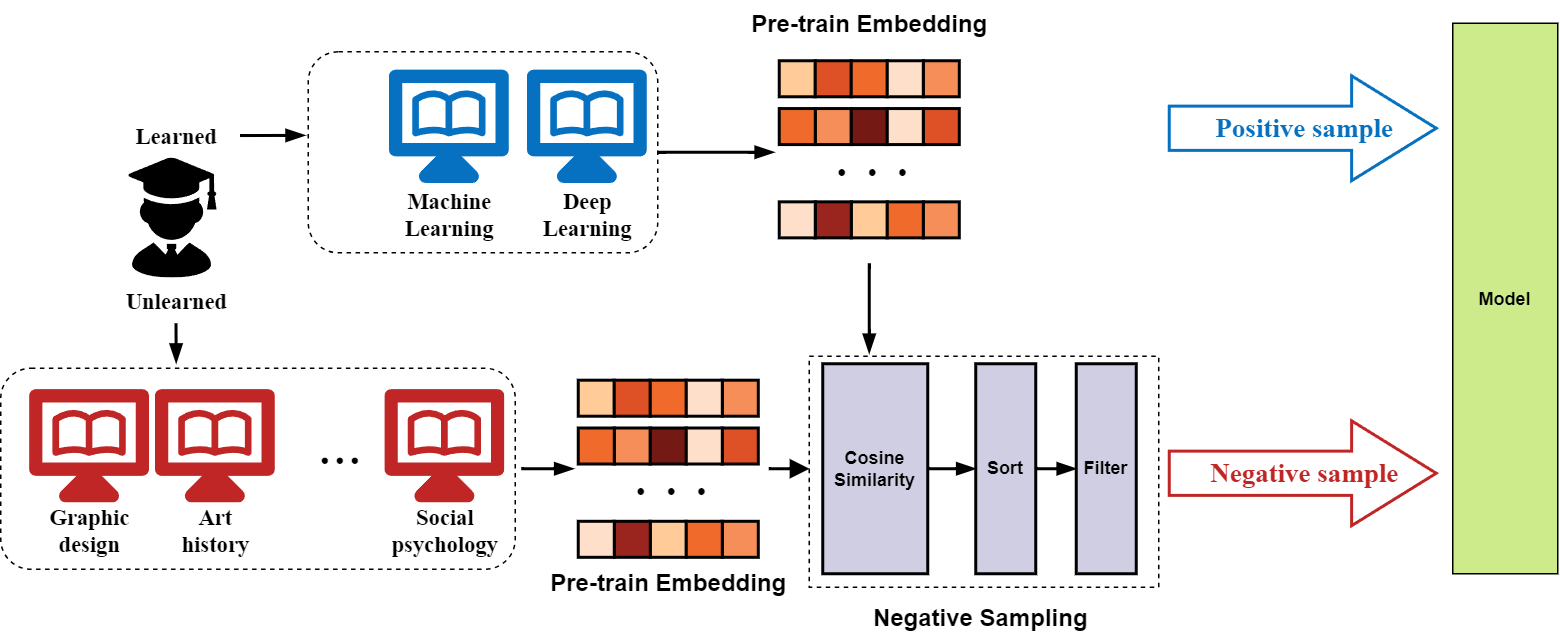 Pre-train Embedding
Learned
Machine
Learning
Deep
Learning
Positive sample
Unlearned
Model
Graphic
design
Art
history
...
Social
psychology
Pre-train Embedding
Cosine
Similarity
Sort
Filter
Negative sample
Negative Sampling